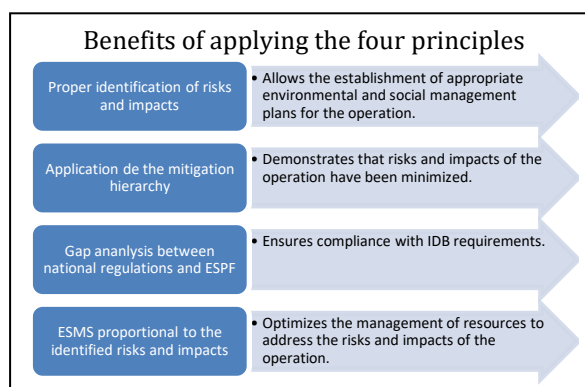 Benefits of applying the four principles
Proper identification of risks
and impacts
• Allows the establishment of appropriate
environmental and social management
plans for the operation.
Application de the mitigation
hierarchy
• Demonstrates that risks and impacts of the
operation have been minimized.
Gap ananlysis between
national regulations and ESPF
• Ensures compliance with IDB requirements.
ESMS proportional to the
identified risks and impacts
• Optimizes the management of resources to
address the risks and impacts of the
operation.